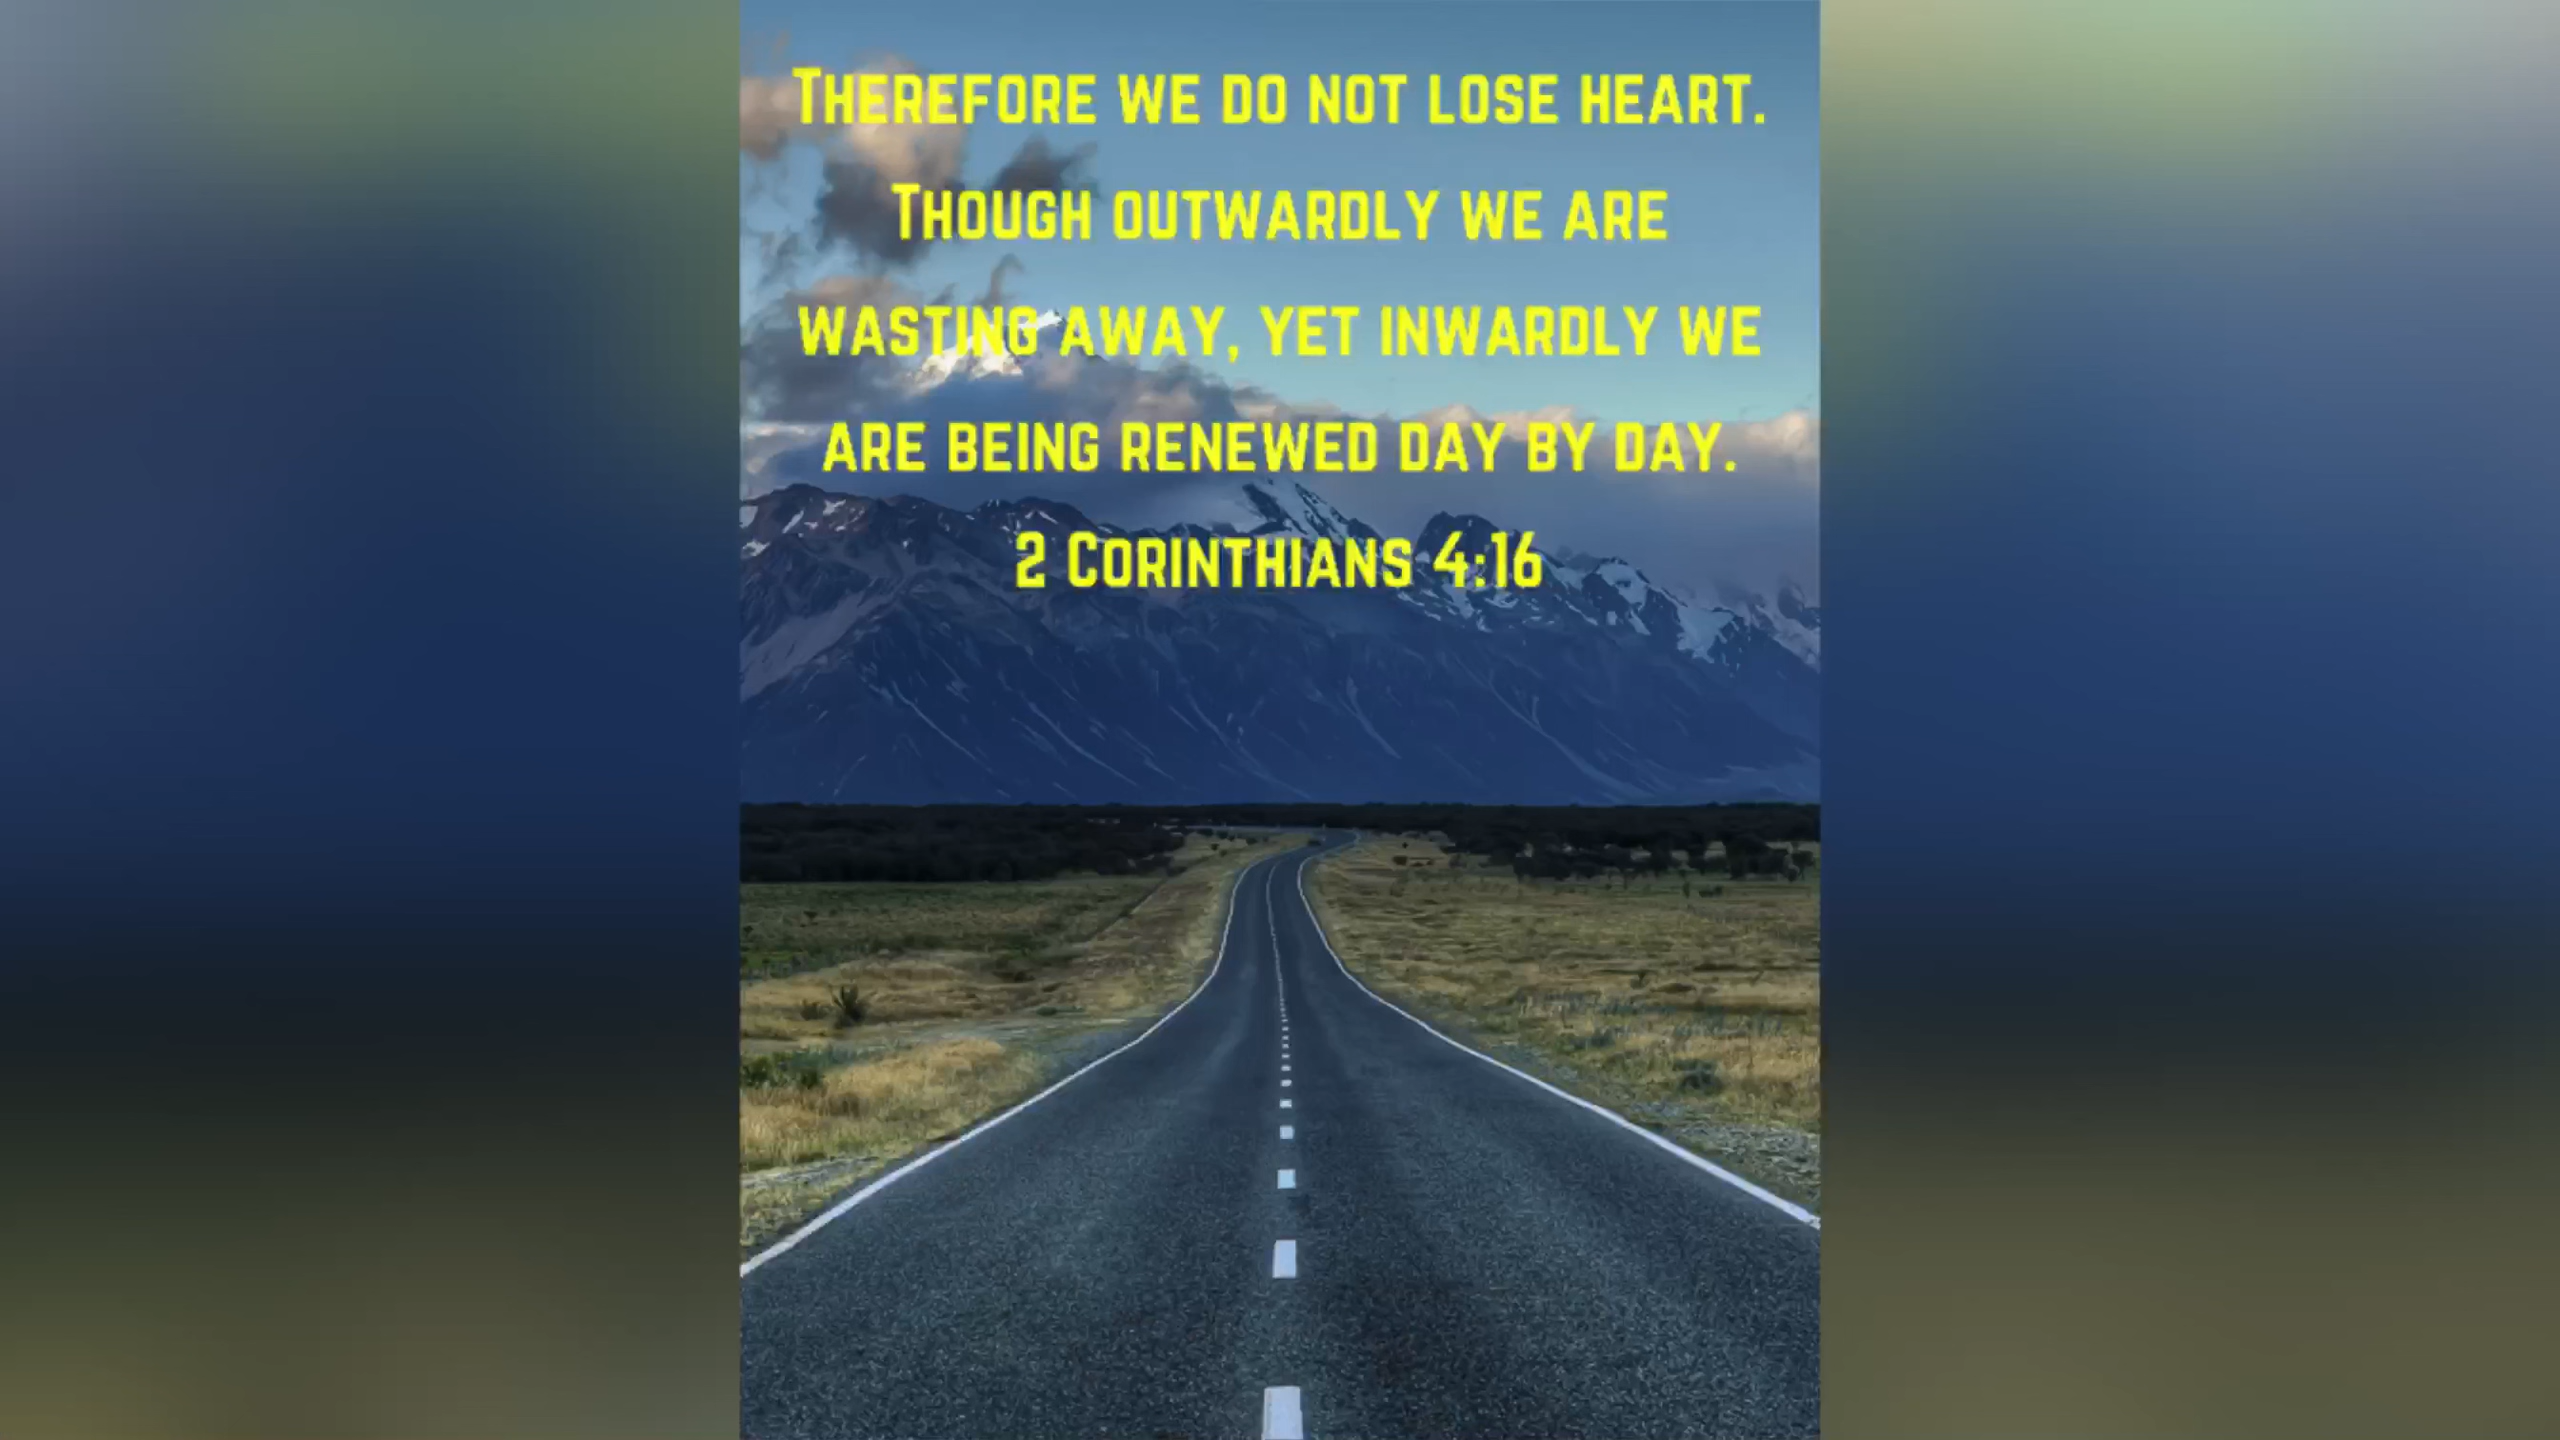 Therefore we do not lose heart.
Though outwardly we are
wasting away, yet inwardly we
are being renewed day by day.
2 Corinthians 4:16